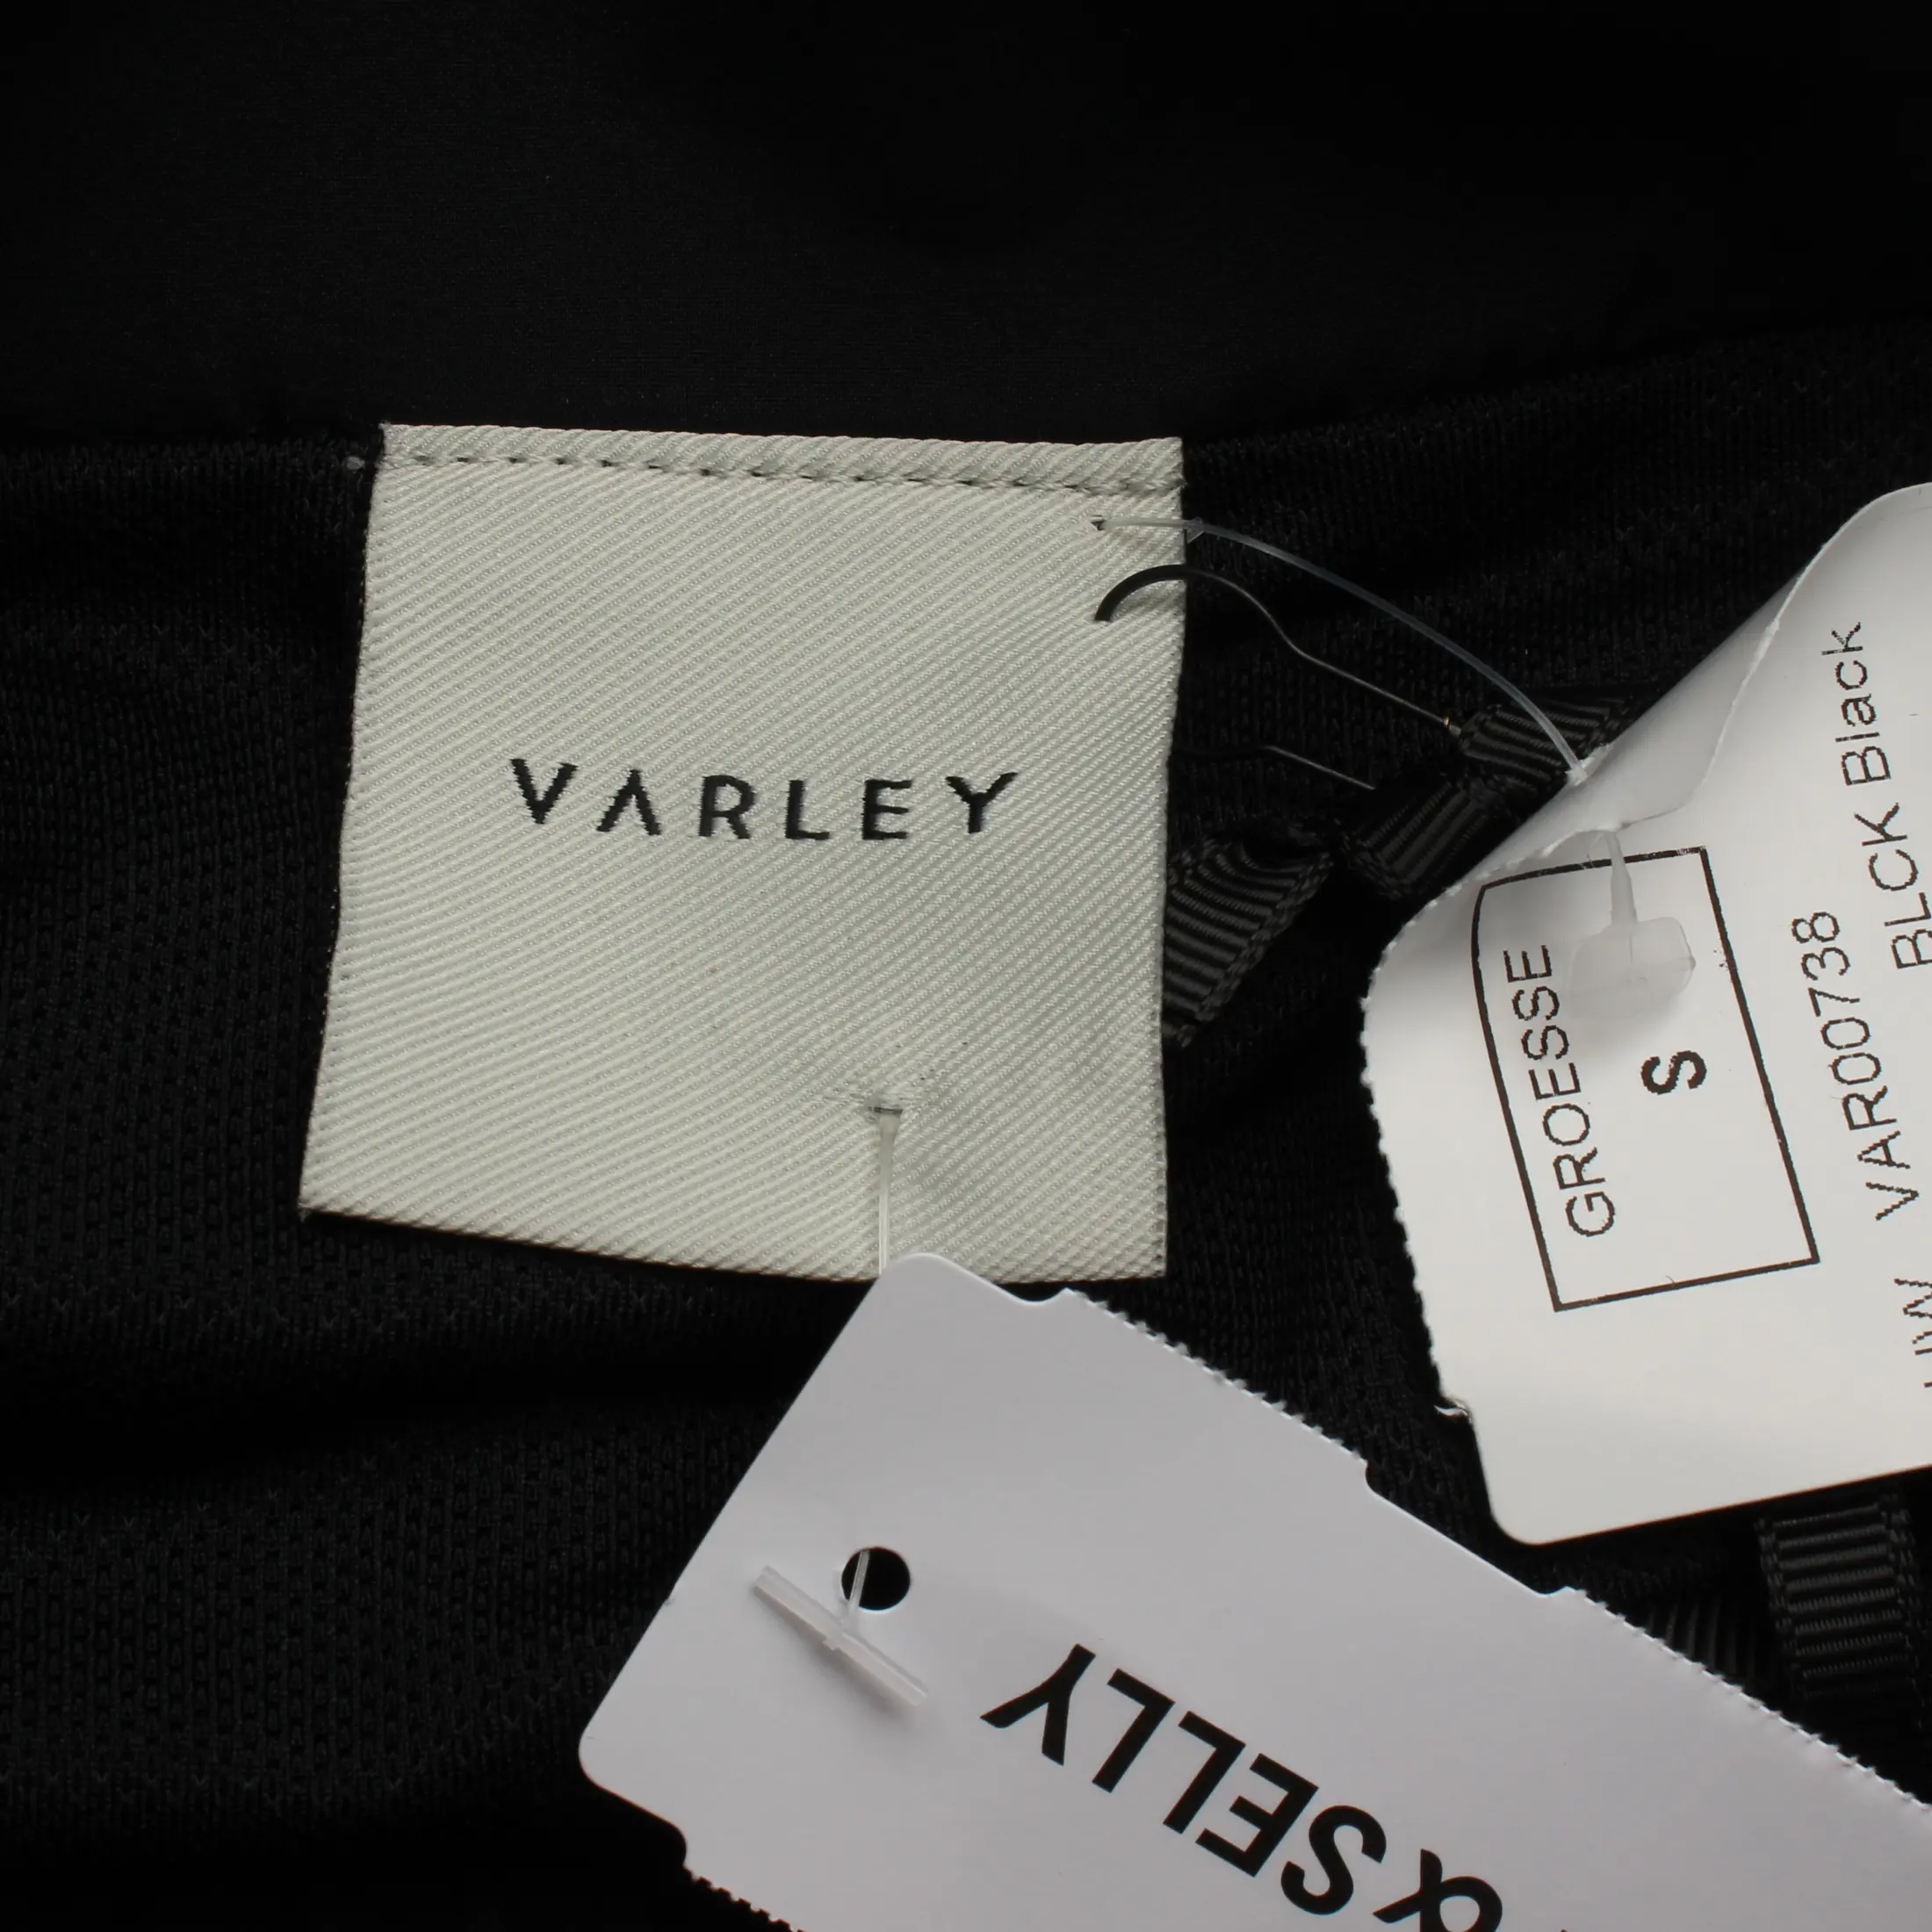 VARLEY
GROESSE
S
VAR00738
BLCK Black
&SELLY